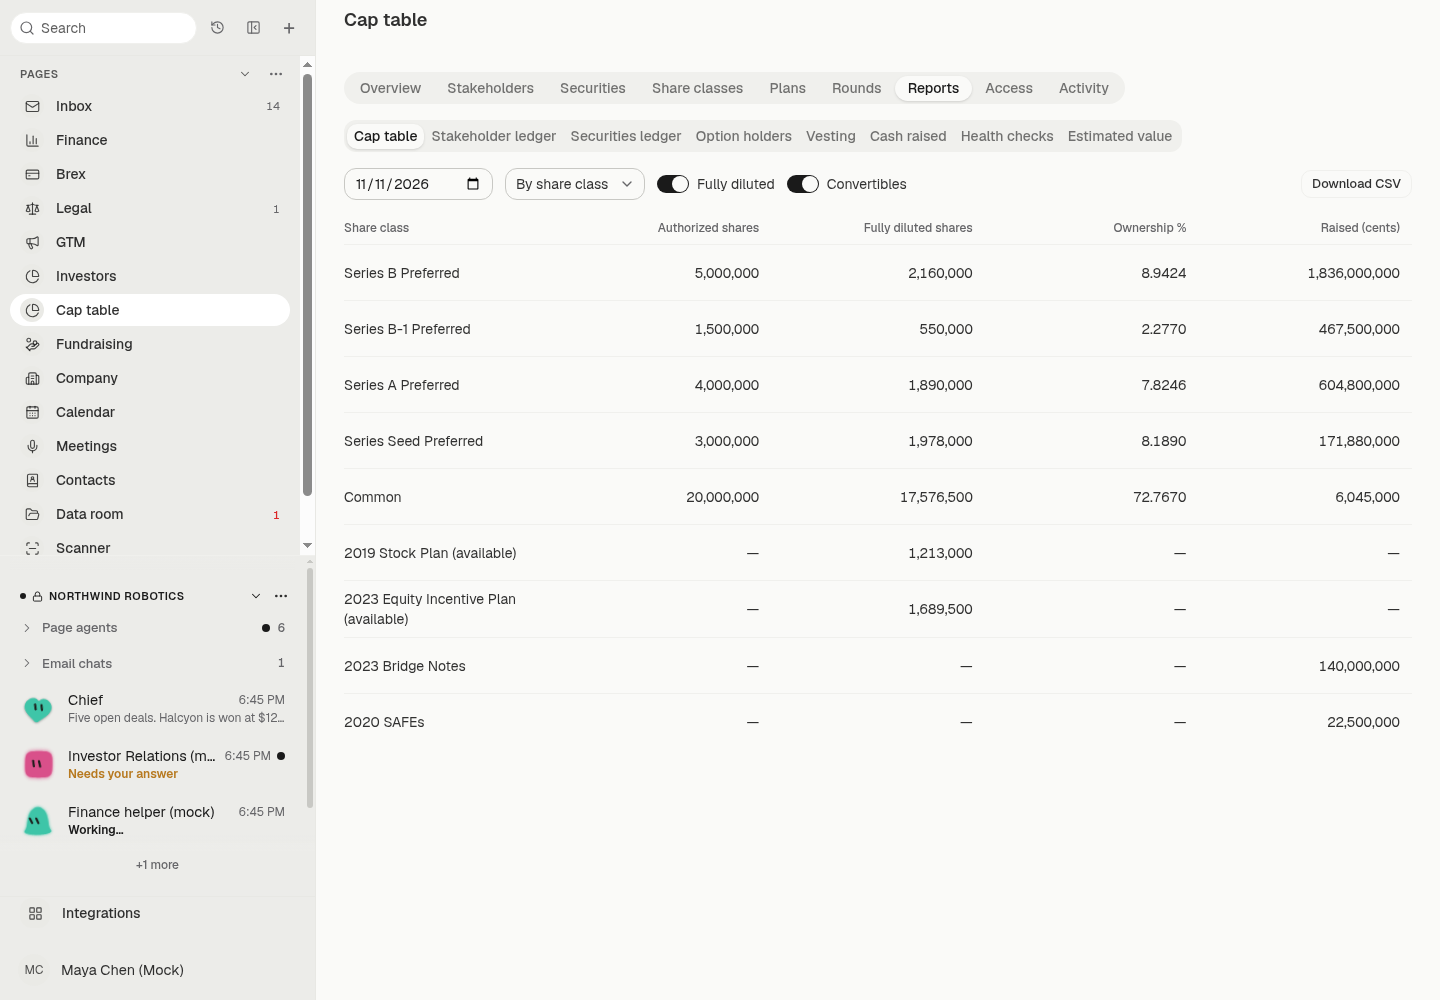 Search
PAGES
Inbox 14
Finance
Brex
Legal 1
GTM
Investors
Cap table
Fundraising
Company
Calendar
Meetings
Contacts
Data room 1
Scanner
NORTHWIND ROBOTICS
Page agents 6
Email chats 1
Chief 6:45 PM
Five open deals. Halcyon is won at $12...
Investor Relations (m... 6:45 PM
Needs your answer
Finance helper (mock) 6:45 PM
Working...
+1 more
Integrations
MC Maya Chen (Mock)
Cap table
Overview Stakeholders Securities Share classes Plans Rounds Reports Access Activity
Cap table Stakeholder ledger Securities ledger Option holders Vesting Cash raised Health checks Estimated value
11/11/2026 By share class Fully diluted Convertibles Download CSV
Share class Authorized shares Fully diluted shares Ownership % Raised (cents)
Series B Preferred 5,000,000 2,160,000 8.9424 1,836,000,000
Series B-1 Preferred 1,500,000 550,000 2.2770 467,500,000
Series A Preferred 4,000,000 1,890,000 7.8246 604,800,000
Series Seed Preferred 3,000,000 1,978,000 8.1890 171,880,000
Common 20,000,000 17,576,500 72.7670 6,045,000
2019 Stock Plan (available) — 1,213,000 — —
2023 Equity Incentive Plan
(available) — 1,689,500 — —
2023 Bridge Notes — — — 140,000,000
2020 SAFEs — — — 22,500,000